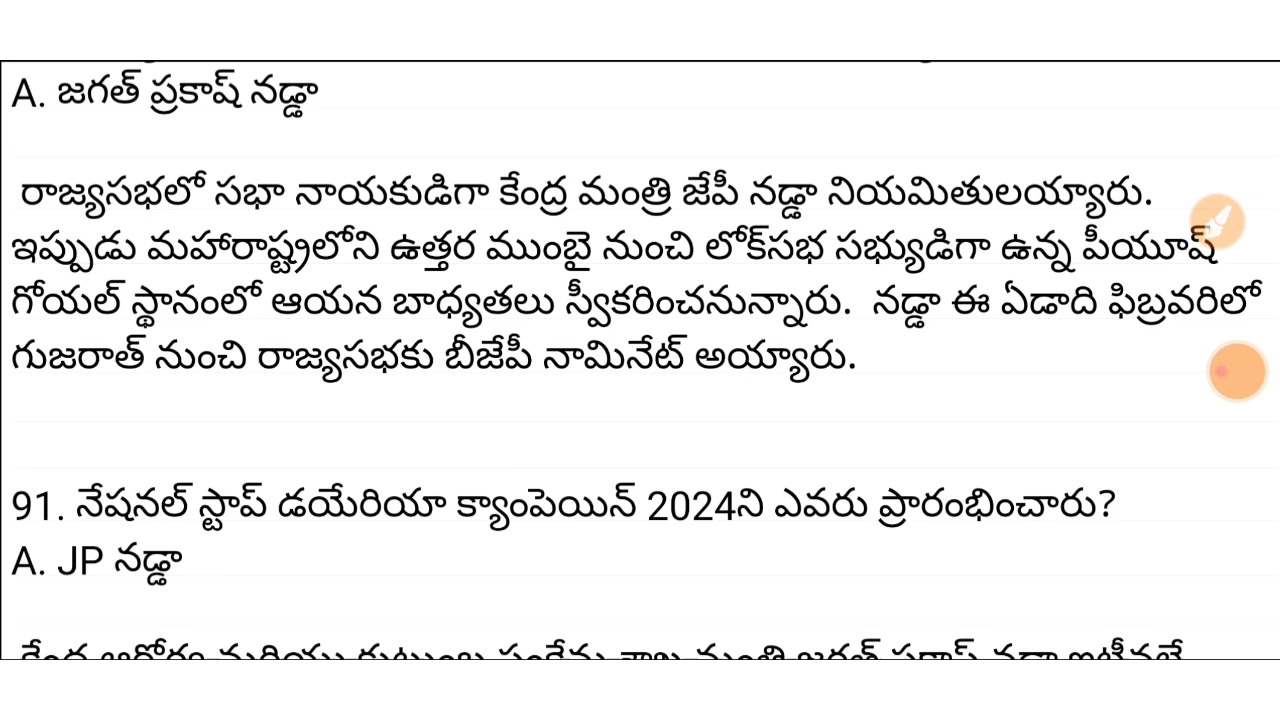 A. జగత్ ప్రకాష్ నడ్డా
రాజ్యసభలో సభా నాయకుడిగా కేంద్ర మంత్రి జేపీ నడ్డా నియమితులయ్యారు.
ఇప్పుడు మహారాష్ట్రలోని ఉత్తర ముంబై నుంచి లోక్‌సభ సభ్యుడిగా ఉన్న పీయూష్
గోయల్ స్థానంలో ఆయన బాధ్యతలు స్వీకరించనున్నారు. నడ్డా ఈ ఏడాది ఫిబ్రవరిలో
గుజరాత్ నుంచి రాజ్యసభకు బీజేపీ నామినేట్ అయ్యారు.
91. నేషనల్ స్టాప్ డయేరియా క్యాంపెయిన్ 2024ని ఎవరు ప్రారంభించారు?
A. JP నడ్డా